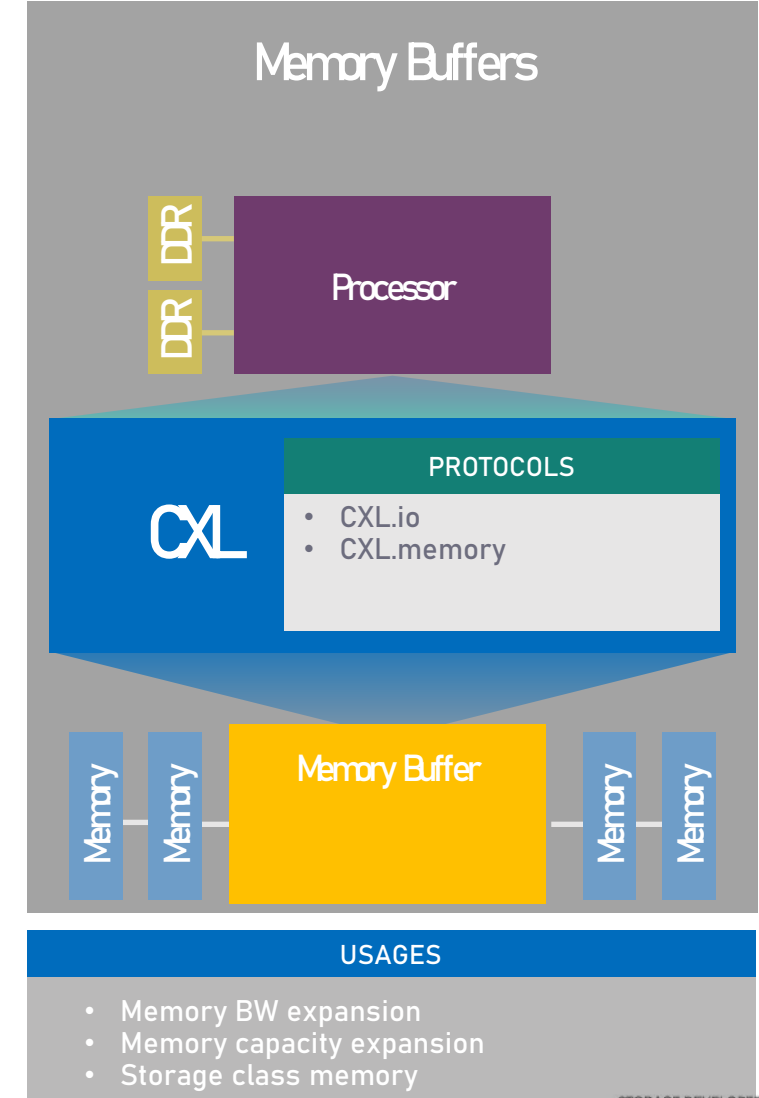 Memory Buffers
DDR
DDR
Processor
CXL
PROTOCOLS
• CXL.io
• CXL.memory
Memory
Memory
Memory Buffer
Memory
Memory
USAGES
• Memory BW expansion
• Memory capacity expansion
• Storage class memory